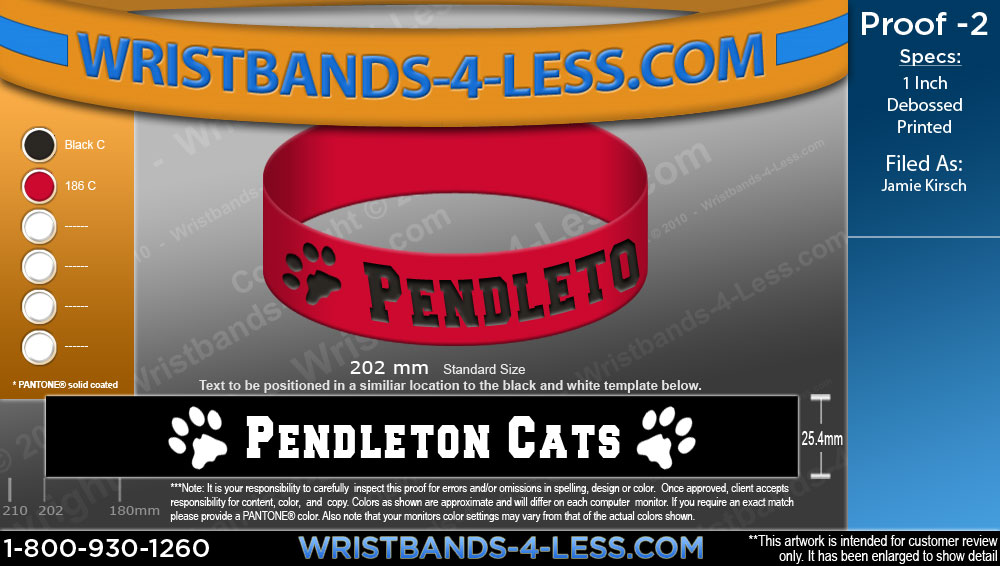 WRISTBANDS-4-LESS.COM
Proof -2
Specs:
1 Inch
Debossed
Printed
Filed As:
Jamie Kirsch
Black C
186 C
------
------
------
------
* PANTONE® solid coated
PENDLETO
202 mm Standard Size
Text to be positioned in a similiar location to the black and white template below.
PENDLETON CATS
25.4mm
210 202 180mm
***Note: It is your responsibility to carefully inspect this proof for errors and/or omissions in spelling, design or color. Once approved, client accepts
responsibility for content, color, and copy. Colors as shown are approximate and will differ on each computer monitor. If you require an exact match
please provide a PANTONE® color. Also note that your monitors color settings may vary from that of the actual colors shown.
1-800-930-1260
WRISTBANDS-4-LESS.COM
**This artwork is intended for customer review
only. It has been enlarged to show detail